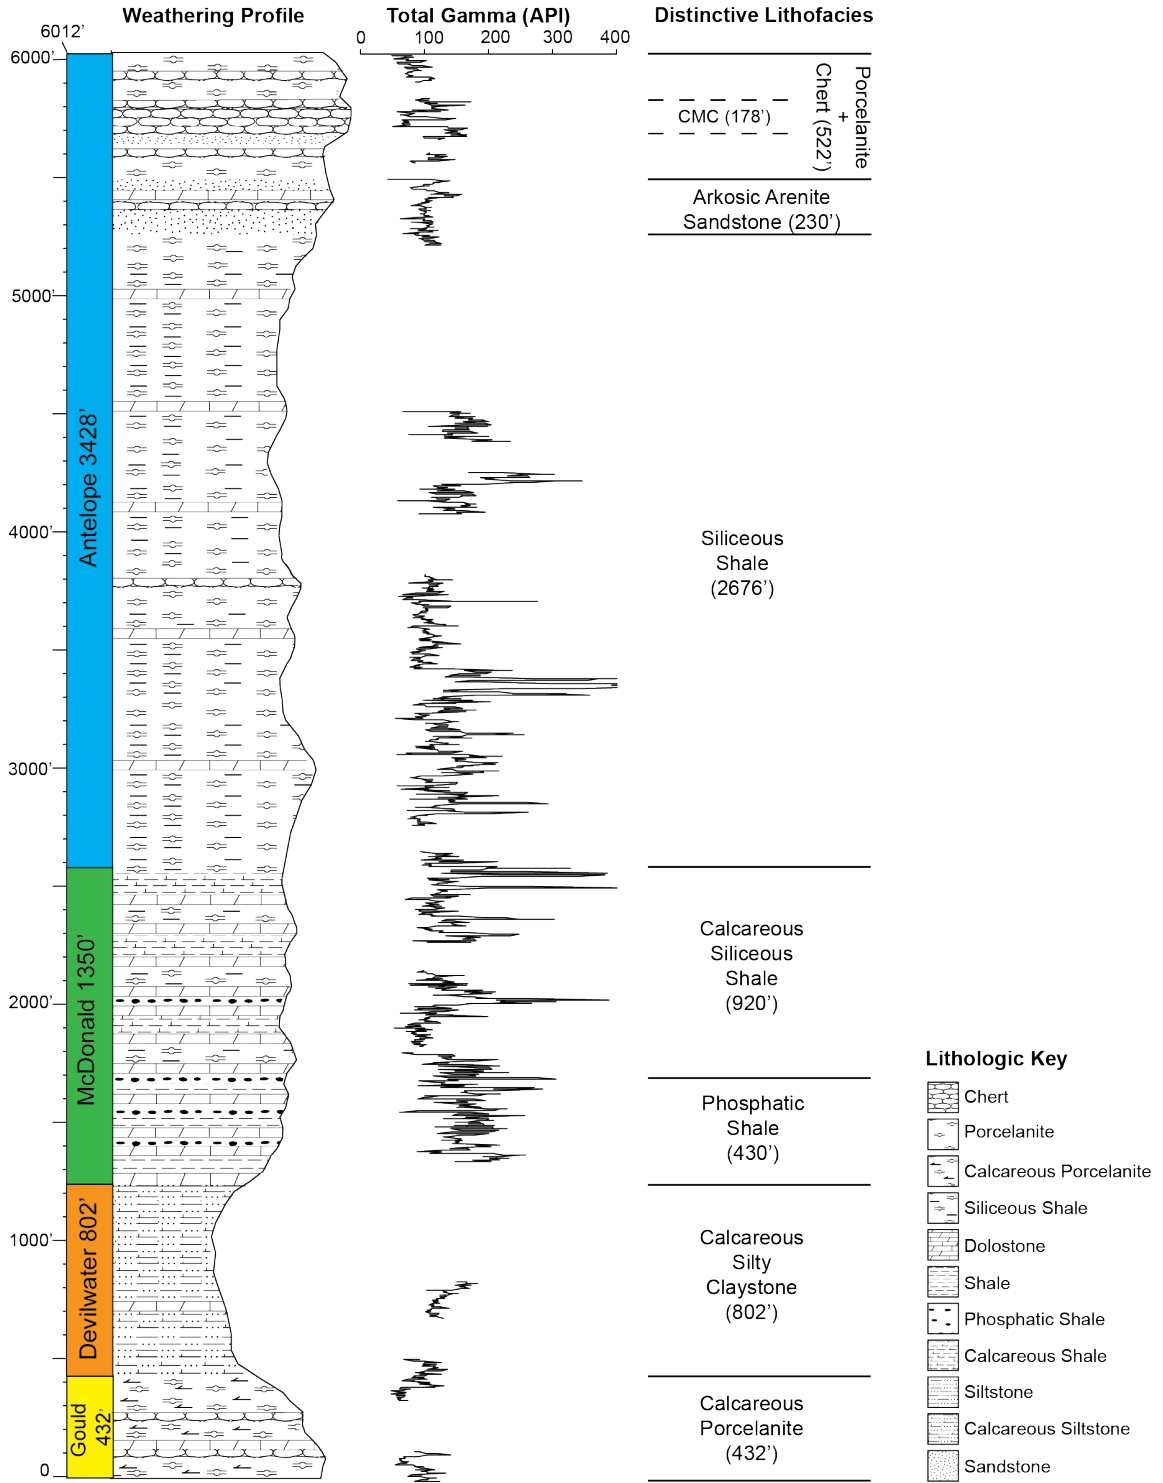 Weathering Profile
Total Gamma (API)
Distinctive Lithofacies
6012’
0
100
200
300
400
6000’
5000’
4000’
3000’
2000’
1000’
0
Antelope 3428’
McDonald 1350’
Devilwater 802’
Gould
432’
Porcelanite
+
Chert (522’)
CMC (178’)
Arkosic Arenite
Sandstone (230’)
Siliceous
Shale
(2676’)
Calcareous
Siliceous
Shale
(920’)
Phosphatic
Shale
(430’)
Calcareous
Silty
Claystone
(802’)
Calcareous
Porcelanite
(432’)
Lithologic Key
Chert
Porcelanite
Calcareous Porcelanite
Siliceous Shale
Dolostone
Shale
Phosphatic Shale
Calcareous Shale
Siltstone
Calcareous Siltstone
Sandstone